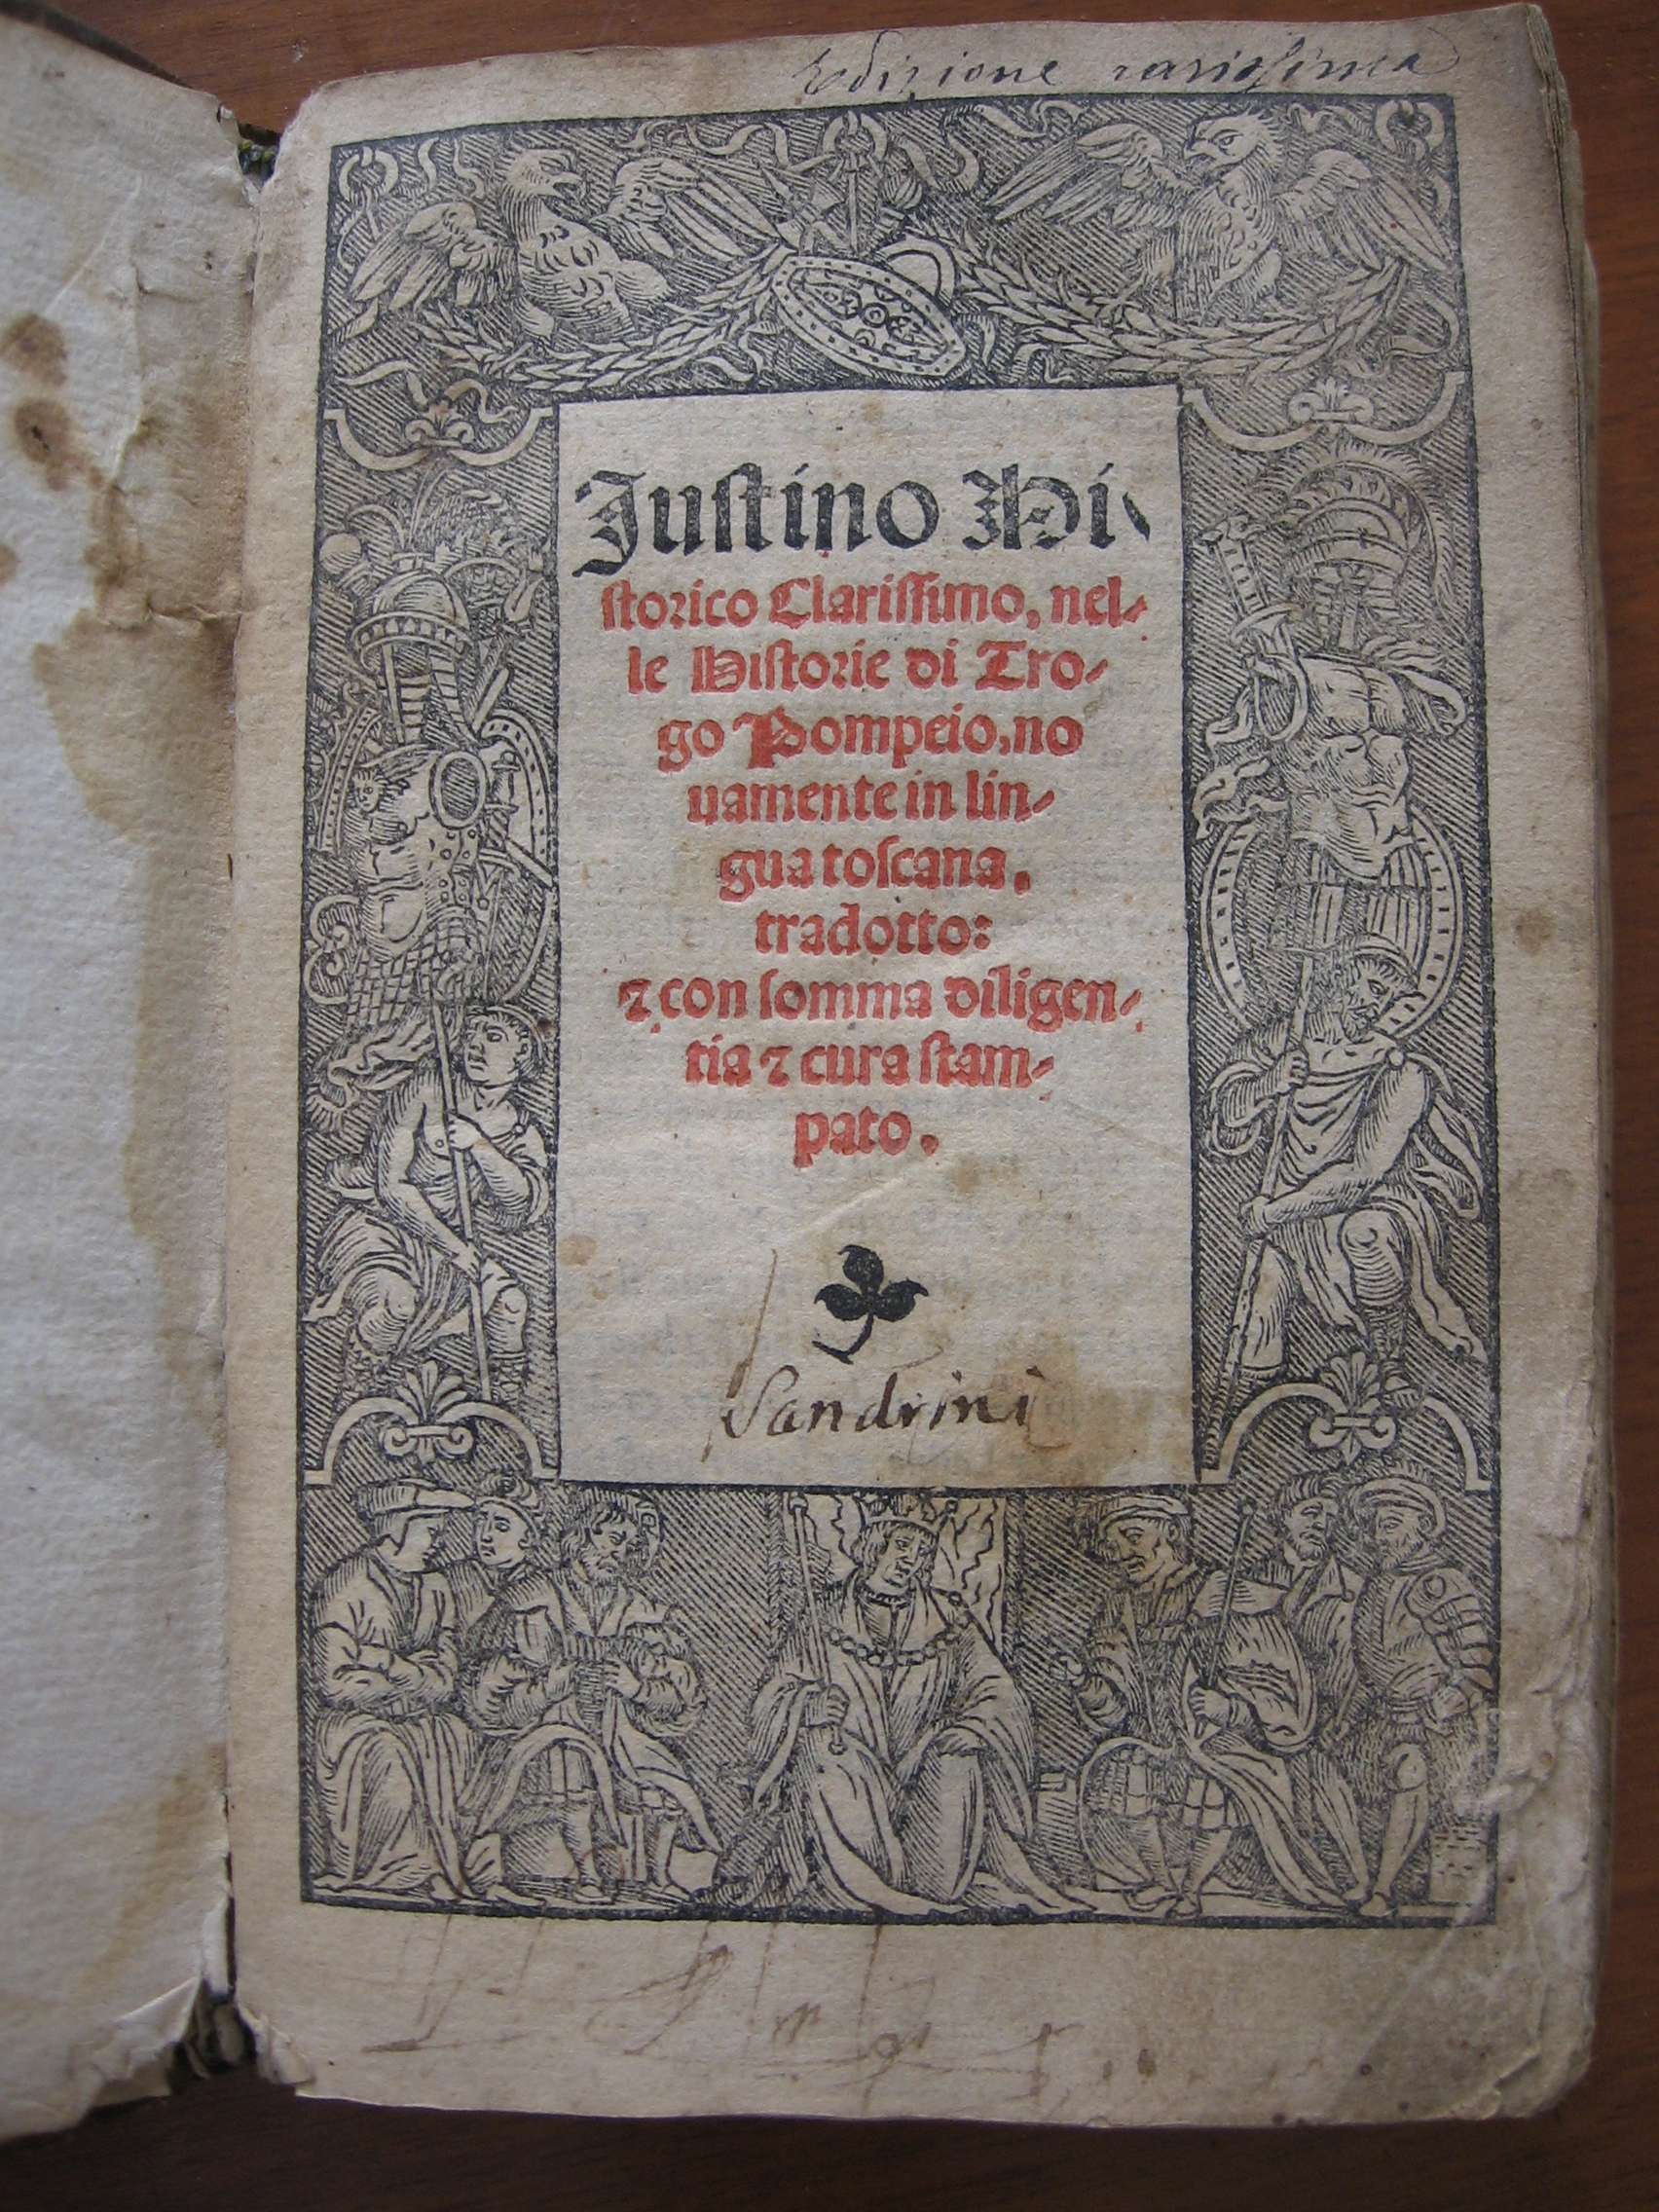 Edizione rarissima
Justino Hi-
storico Clarissimo, nel-
le Historie di Tro-
go Pompeio, no
uamente in lin-
gua toscana,
tradotto:
⁊ con somma diligen-
tia ⁊ cura stam-
pato.
Sandrini